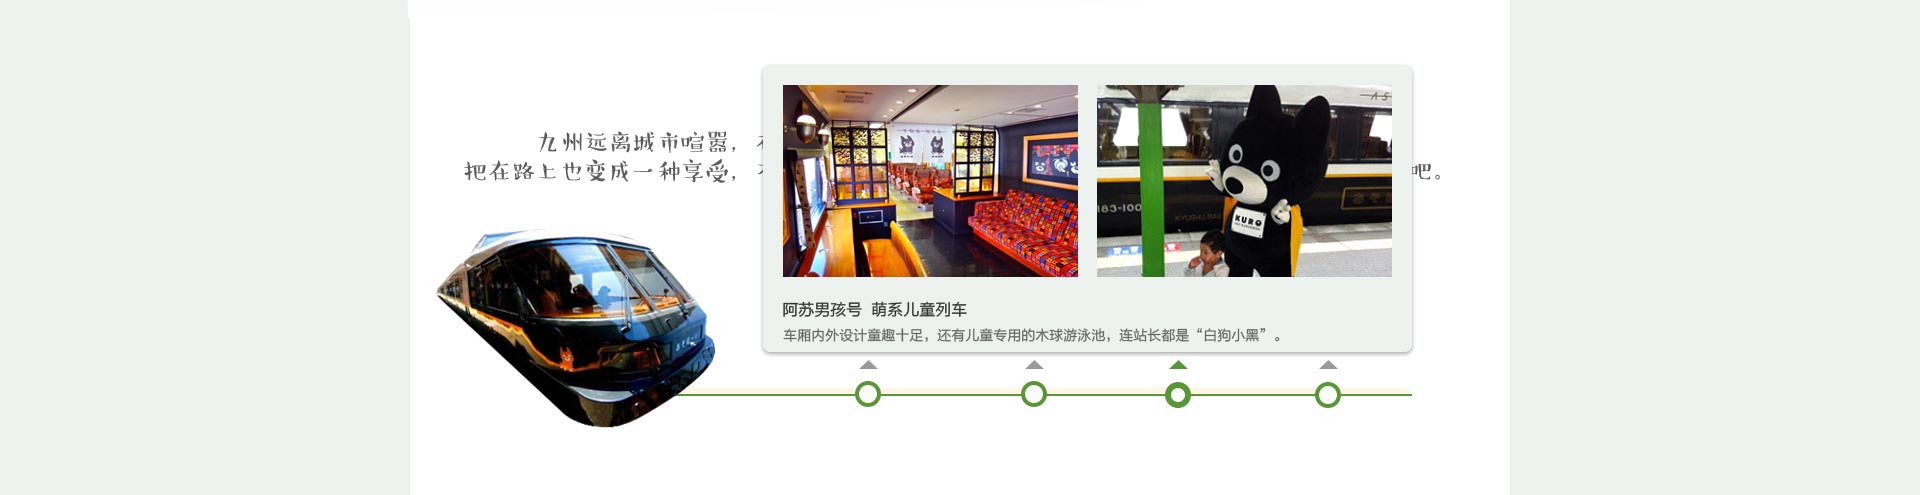 九州远离城市喧嚣，
把在路上也变成一种享受，
吧。
AS
183-100
KYUSHU RAIL
KURO
阿苏男孩号 萌系儿童列车
车厢内外设计童趣十足，还有儿童专用的木球游泳池，连站长都是“白狗小黑”。